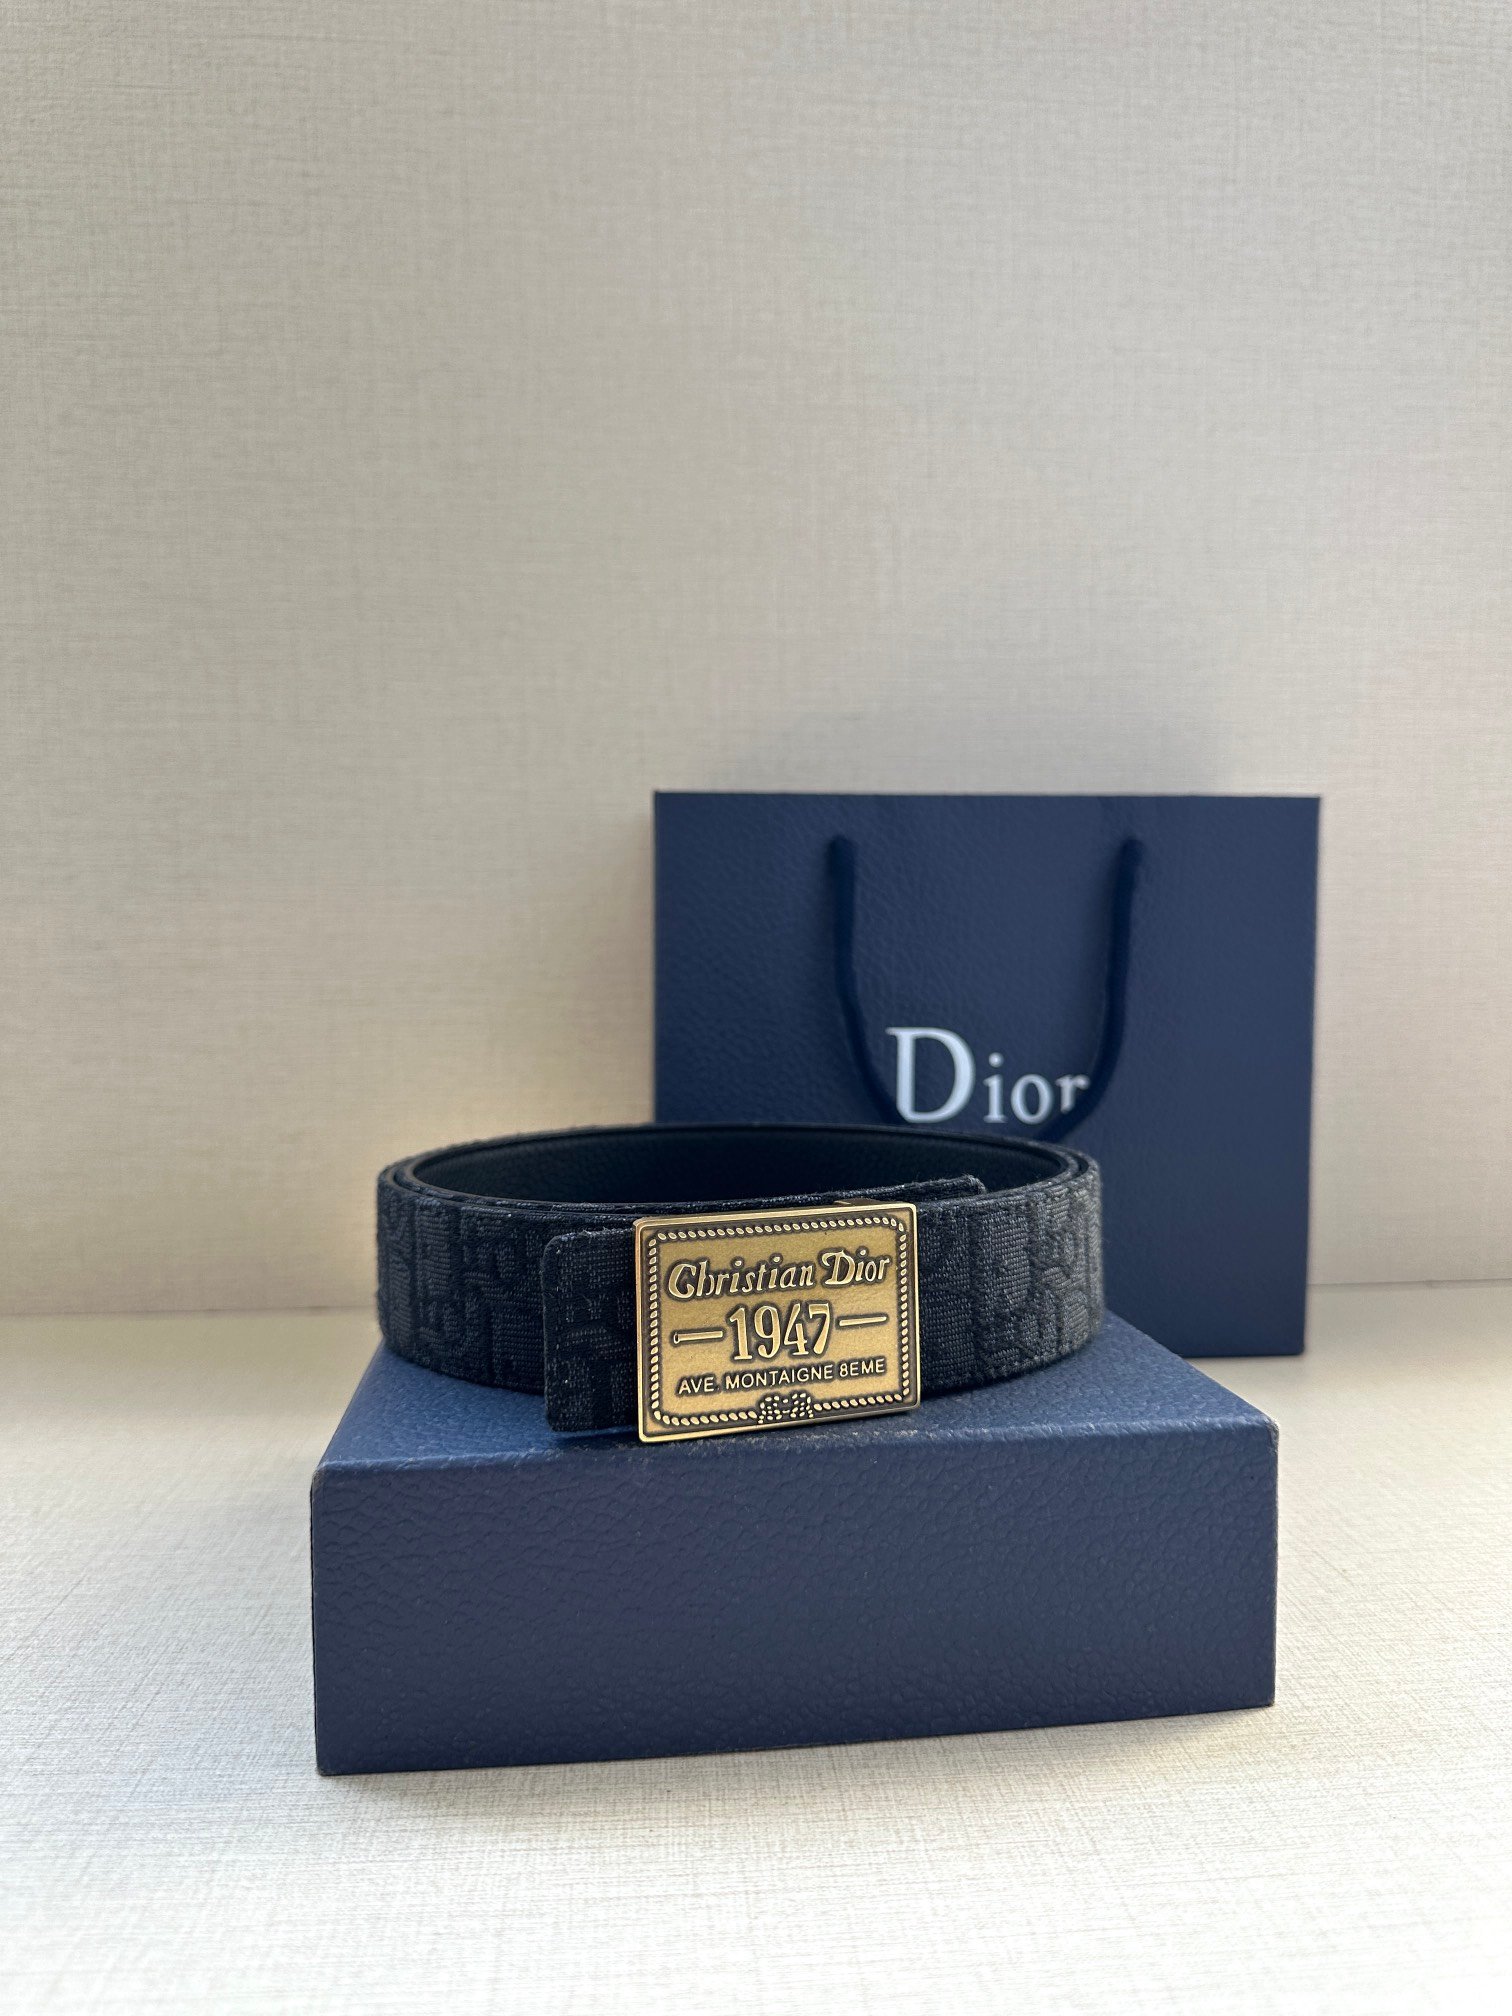 Dior
Christian Dior
1947
AVE. MONTAIGNE 8EME